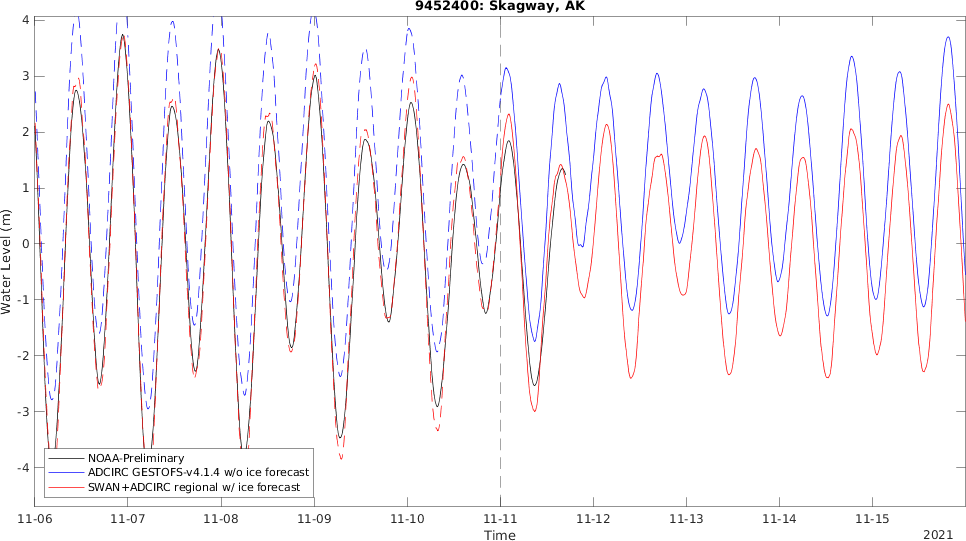 9452400: Skagway, AK
Water Level (m)
4
3
2
1
0
-1
-2
-3
-4
NOAA-Preliminary
ADCIRC GESTOFS-v4.1.4 w/o ice forecast
SWAN+ADCIRC regional w/ ice forecast
11-06 11-07 11-08 11-09 11-10 11-11 11-12 11-13 11-14 11-15
Time
2021